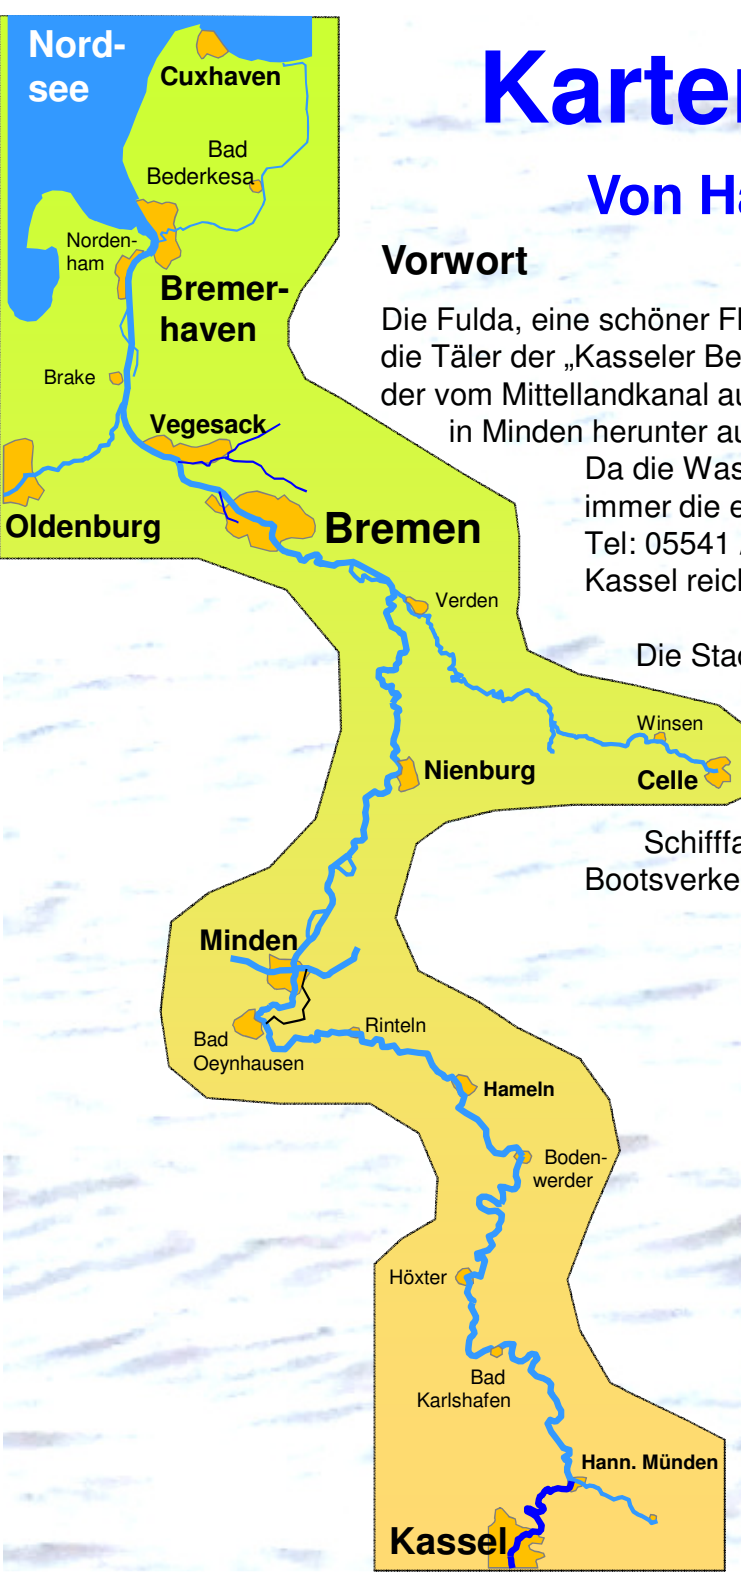 Nord-
see
Cuxhaven
Bad
Bederkesa
Norden-
ham
Bremer-
haven
Brake
Vegesack
Oldenburg
Bremen
Verden
Winsen
Celle
Nienburg
Minden
Bad
Oeynhausen
Rinteln
Hameln
Boden-
werder
Höxter
Bad
Karlshafen
Hann. Münden
Kassel
Karte
Von Ha
Vorwort
Die Fulda, eine schöner Fl
die Täler der „Kasseler Be
der vom Mittellandkanal au
in Minden herunter au
Da die Was
immer die e
Tel: 05541
Kassel reich
Die Stad
Schifffa
Bootsverke